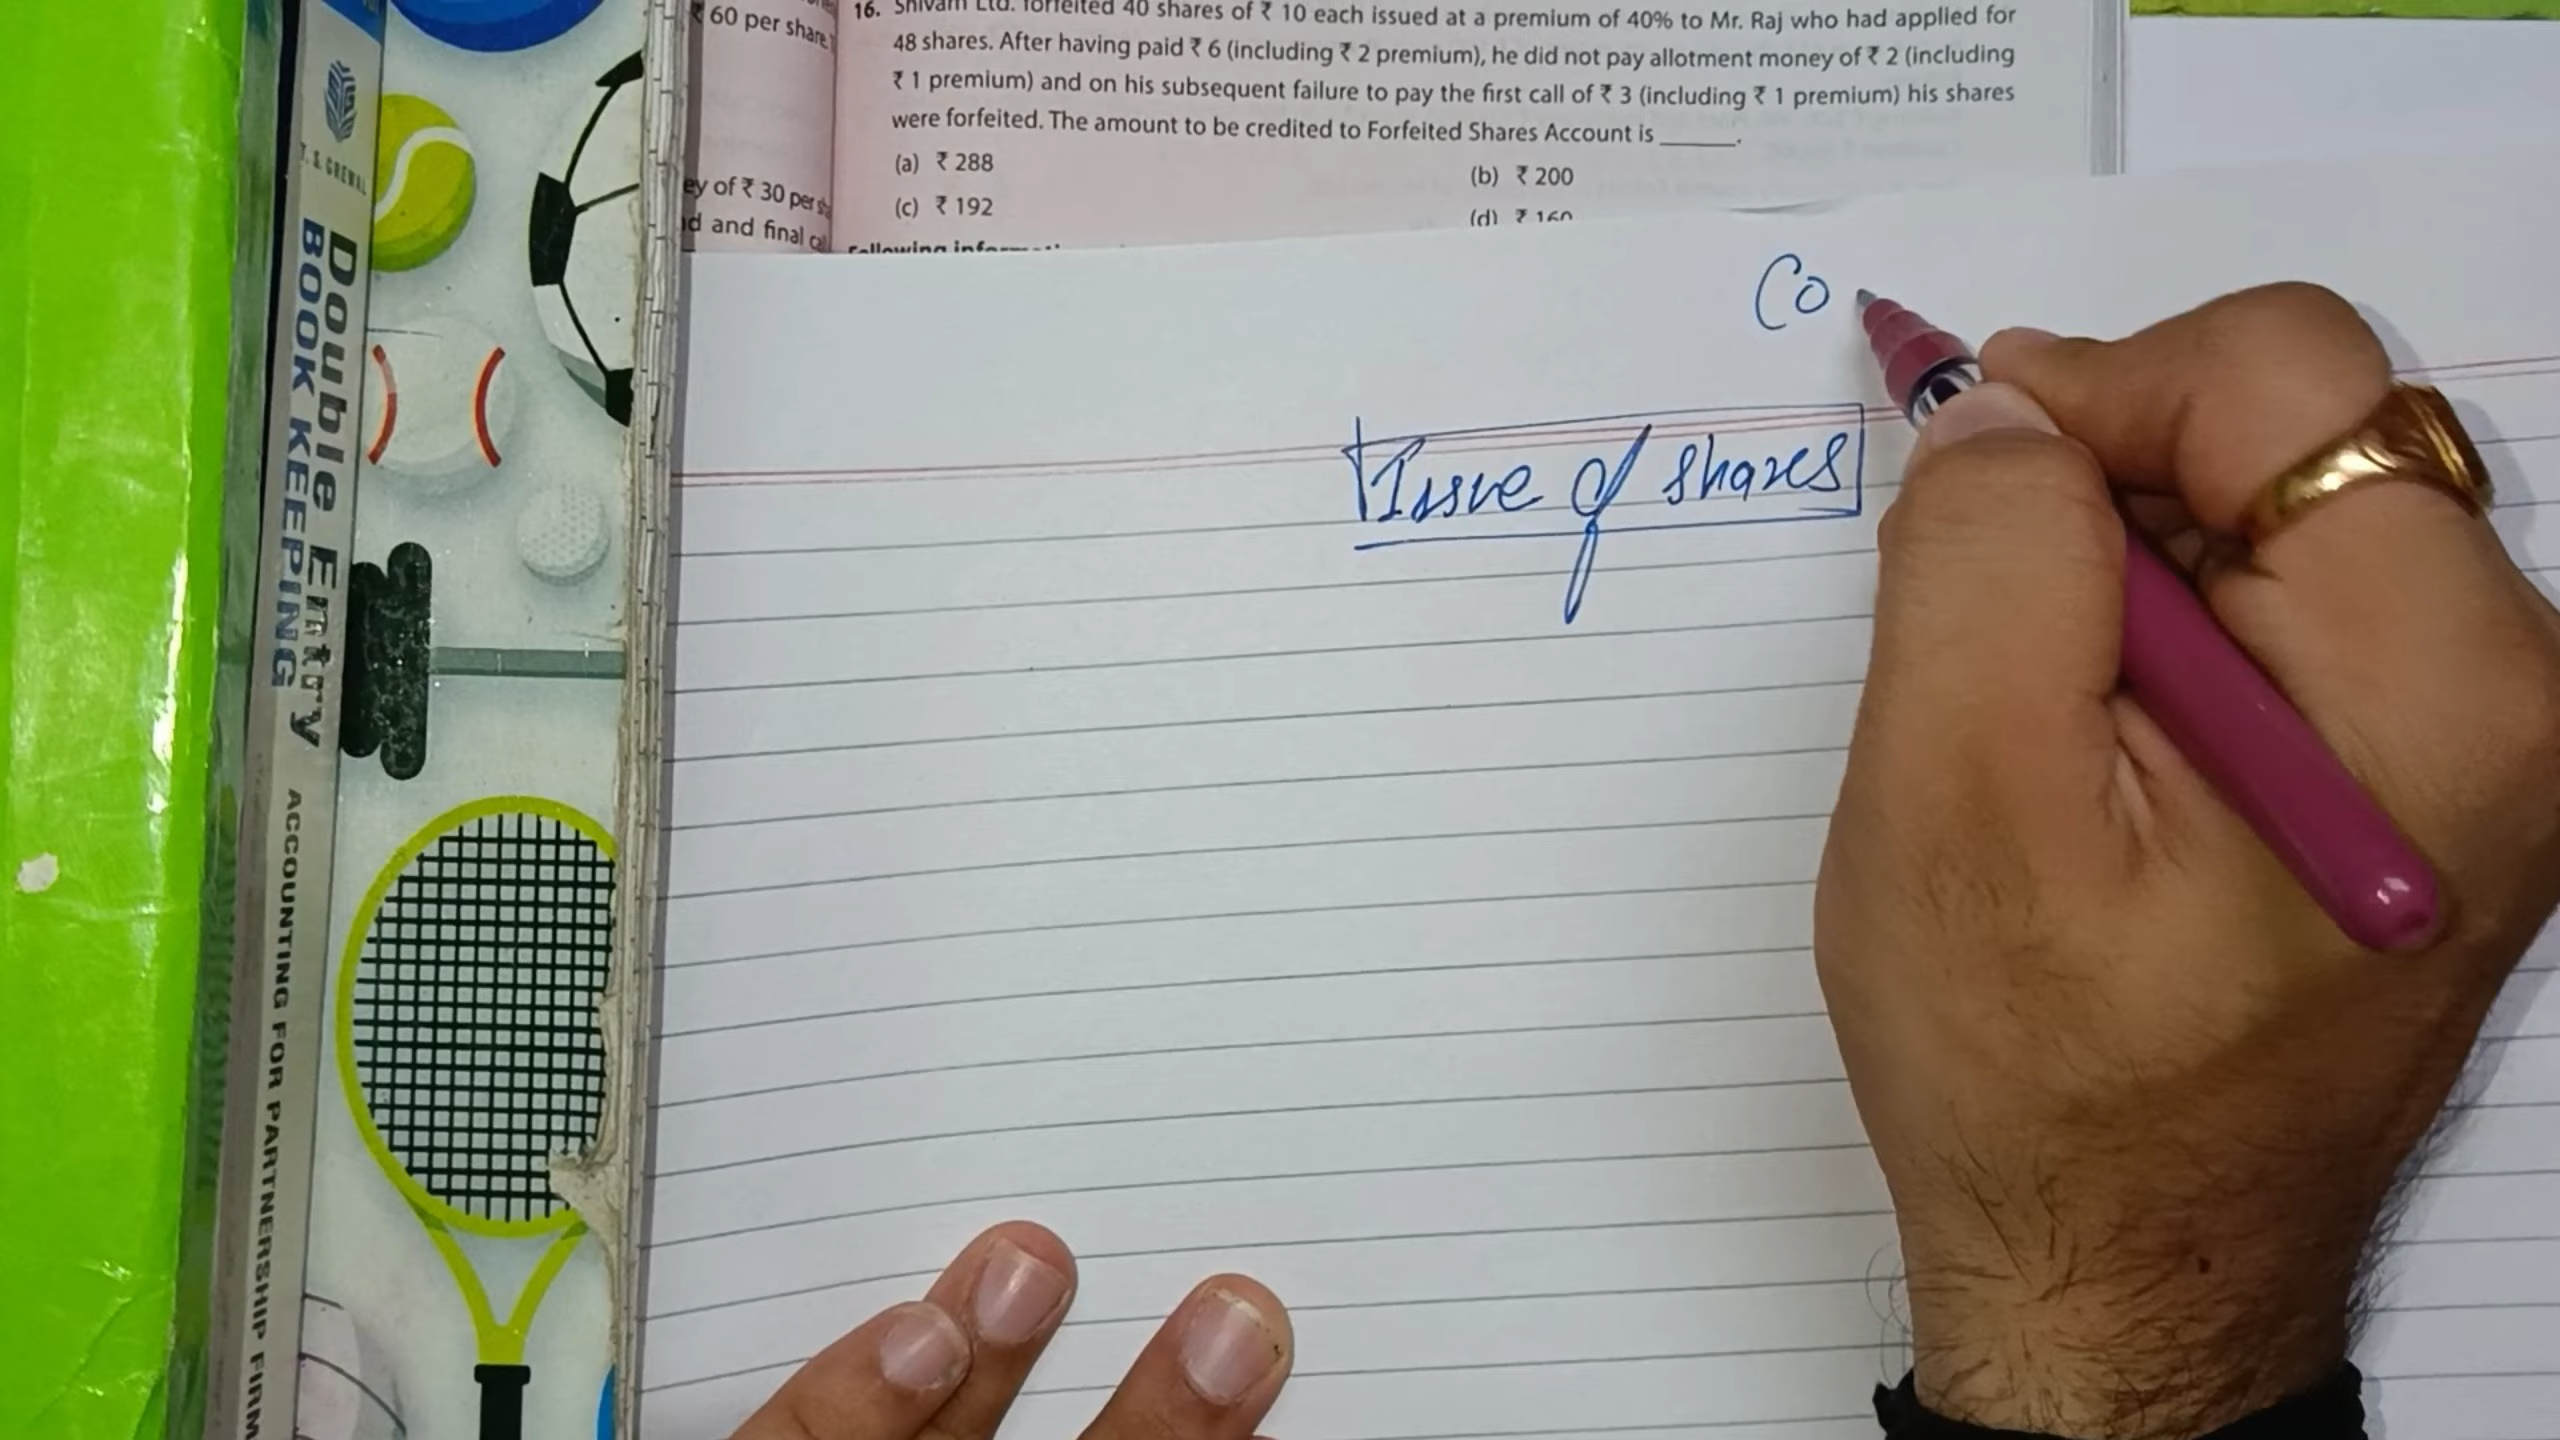 T. S. GREWAL
Double Entry
BOOK KEEPING
ACCOUNTING FOR PARTNERSHIP FIRM
₹ 60 per share
ey of ₹ 30 per
and final
16. Shivam Ltd. forfeited 40 shares of ₹ 10 each issued at a premium of 40% to Mr. Raj who had applied for
48 shares. After having paid ₹ 6 (including ₹ 2 premium), he did not pay allotment money of ₹ 2 (including
₹ 1 premium) and on his subsequent failure to pay the first call of ₹ 3 (including ₹ 1 premium) his shares
were forfeited. The amount to be credited to Forfeited Shares Account is ______.
(a) ₹ 288
(b) ₹ 200
(c) ₹ 192
(d) ₹ 160
Following
Co
Issue of shares